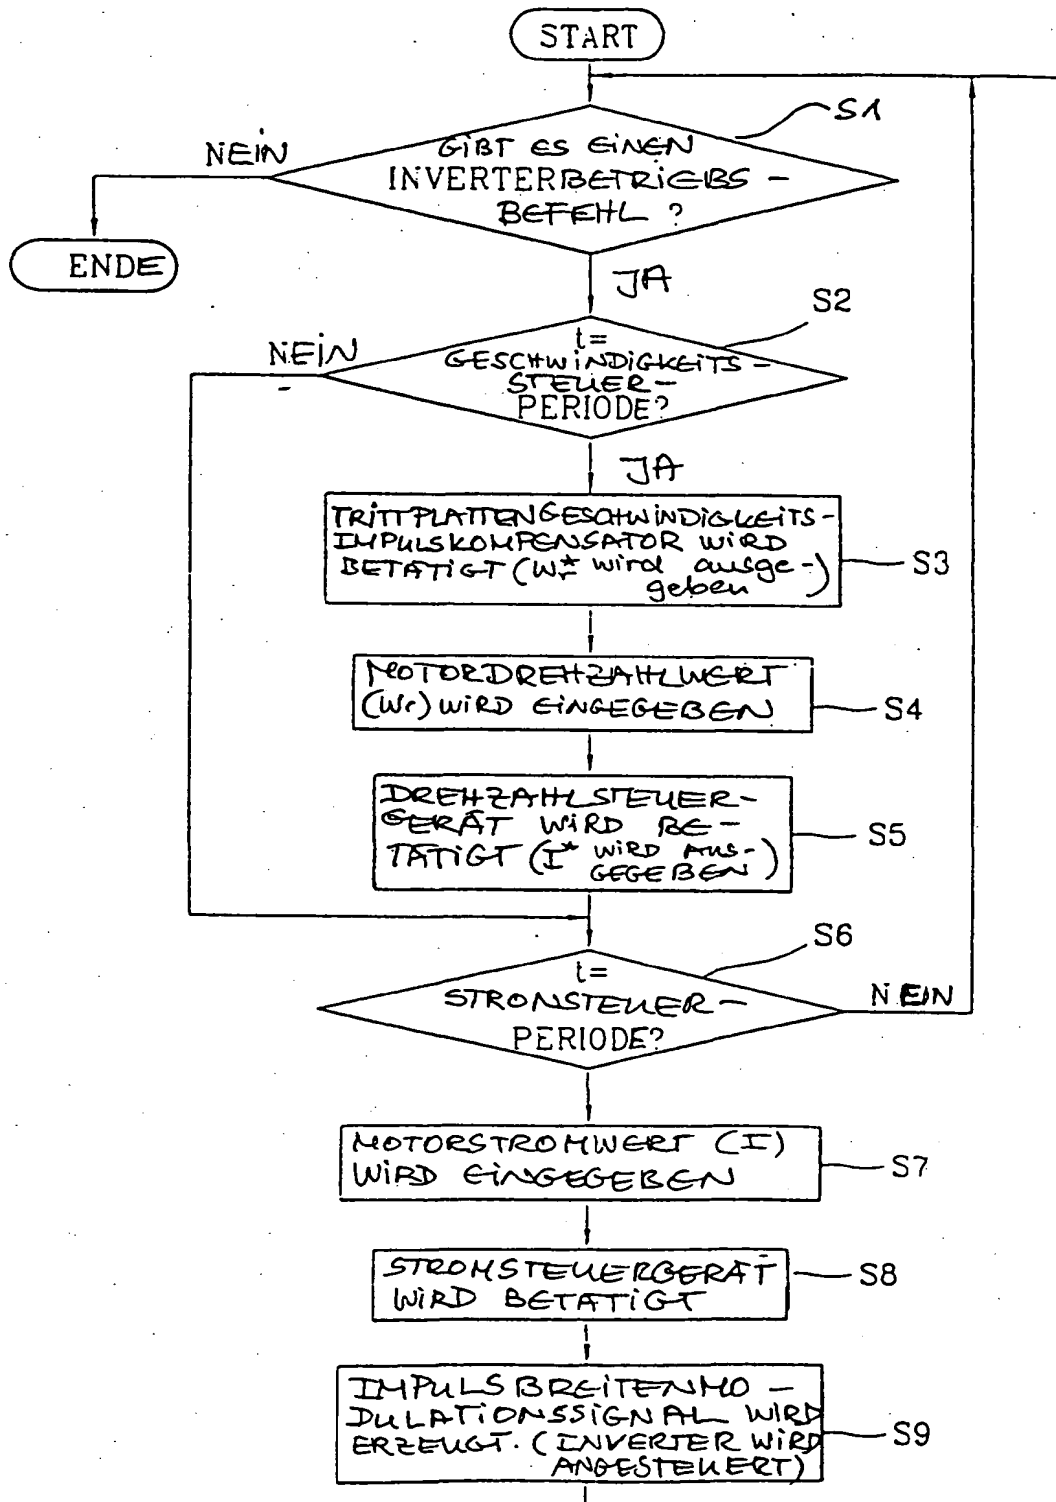 START
S1
NEIN
GIBT ES EINEN
INVERTERBETRIEBS-
BEFEHL ?
ENDE
JA
S2
NEIN
t=
GESCHWINDIGKEITS-
STEUER-
PERIODE?
JA
TRITTPLATTENGESCHWINDIGKEITS-
IMPULSKOMPENSATOR WIRD
BETÄTIGT (Wr* wird ausge-
geben)
S3
MOTORDREHZAHLWERT
(Wr) WIRD EINGEGEBEN
S4
DREHZAHLSTEUER-
GERÄT WIRD BE-
TÄTIGT (I* WIRD AUS-
GEGEBEN)
S5
S6
t=
STROMSTEUER-
PERIODE?
NEIN
MOTORSTROMWERT (I)
WIRD EINGEGEBEN
S7
STROMSTEUERGERÄT
WIRD BETÄTIGT
S8
IMPULSBREITENMO-
DULATIONSSIGNAL WIRD
ERZEUGT. (INVERTER WIRD
ANGESTEUERT)
S9